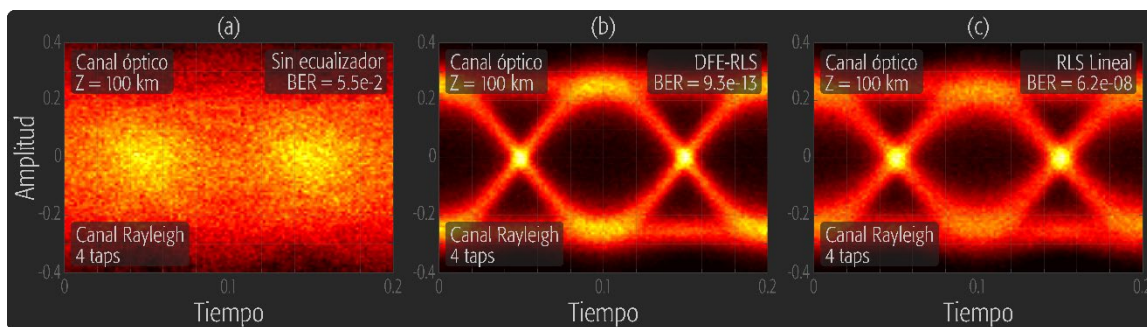 (a)
Canal óptico
Z = 100 km
Sin ecualizador
BER = 5.5e-2
Canal Rayleigh
4 taps
Amplitud
0.4
0.2
0
-0.2
-0.4
0
0.1
0.2
Tiempo
(b)
Canal óptico
Z = 100 km
DFE-RLS
BER = 9.3e-13
Canal Rayleigh
4 taps
0.4
0.2
0
-0.2
-0.4
0
0.1
0.2
Tiempo
(c)
Canal óptico
Z = 100 km
RLS Lineal
BER = 6.2e-08
Canal Rayleigh
4 taps
0.4
0.2
0
-0.2
-0.4
0
0.1
0.2
Tiempo